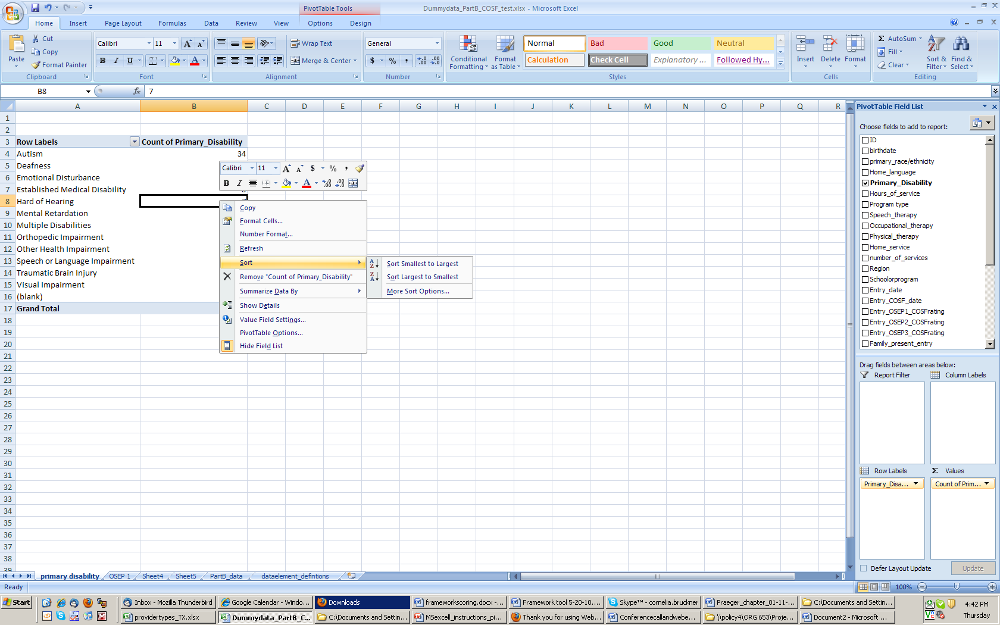 PivotTable Tools
Dummydata_PartB_COSF_test.xlsx - Microsoft Excel
Home Insert Page Layout Formulas Data Review View Options Design
Paste
Cut
Copy
Format Painter
Clipboard
Calibri 11
B I U
Font
Wrap Text
Merge & Center
Alignment
General
$ % ,
Number
Conditional Formatting
Format as Table
Normal Bad Good Neutral
Calculation Check Cell Explanatory ... Followed Hy...
Styles
Insert Delete Format
Cells
AutoSum
Fill
Clear
Sort & Filter
Find & Select
Editing
B8 fx 7
A B C D E F G H I J K L M N O P Q R
1
2
3 Row Labels Count of Primary_Disability
4 Autism 34
5 Deafness
6 Emotional Disturbance
7 Established Medical Disability
8 Hard of Hearing
9 Mental Retardation
10 Multiple Disabilities
11 Orthopedic Impairment
12 Other Health Impairment
13 Speech or Language Impairment
14 Traumatic Brain Injury
15 Visual Impairment
16 (blank)
17 Grand Total
18
19
20
21
22
23
24
25
26
27
28
29
30
31
32
33
34
35
36
37
38
39
Calibri 11 A A $ % ,
B I
Copy
Format Cells...
Number Format...
Refresh
Sort
Remove "Count of Primary_Disability"
Summarize Data By
Show Details
Value Field Settings...
PivotTable Options...
Hide Field List
Sort Smallest to Largest
Sort Largest to Smallest
More Sort Options...
PivotTable Field List
Choose fields to add to report:
ID
birthdate
primary_race/ethnicity
Home_language
Primary_Disability
Hours_of_service
Program type
Speech_therapy
Occupational_therapy
Physical_therapy
Home_service
number_of_services
Region
Schoolorprogram
Entry_date
Entry_COSF_date
Entry_OSEP1_COSFrating
Entry_OSEP2_COSFrating
Entry_OSEP3_COSFrating
Family_present_entry
Drag fields between areas below:
Report Filter Column Labels
Row Labels Σ Values
Primary_Disa... Count of Prim...
Defer Layout Update Update
primary disability OSEP 1 Sheet4 Sheet5 PartB_data dataelement_defintions
Ready 100%
Start
Inbox - Mozilla Thunderbird
Google Calendar - Windo...
Downloads
frameworkscoring.docx -...
Framework tool 5-20-10....
Skype™ - cornelia.bruckner
Praeger_chapter_01-11-...
C:\Documents and Settin...
4:42 PM
providertypes_TX.xlsx
Dummydata_PartB_C...
C:\Documents and Settin...
MSexcell_instructions_pi...
Thank you for using Web...
Conferencecallandwebe...
\\policy4\ORG 653\Proje...
Document2 - Microsoft ...
Thursday